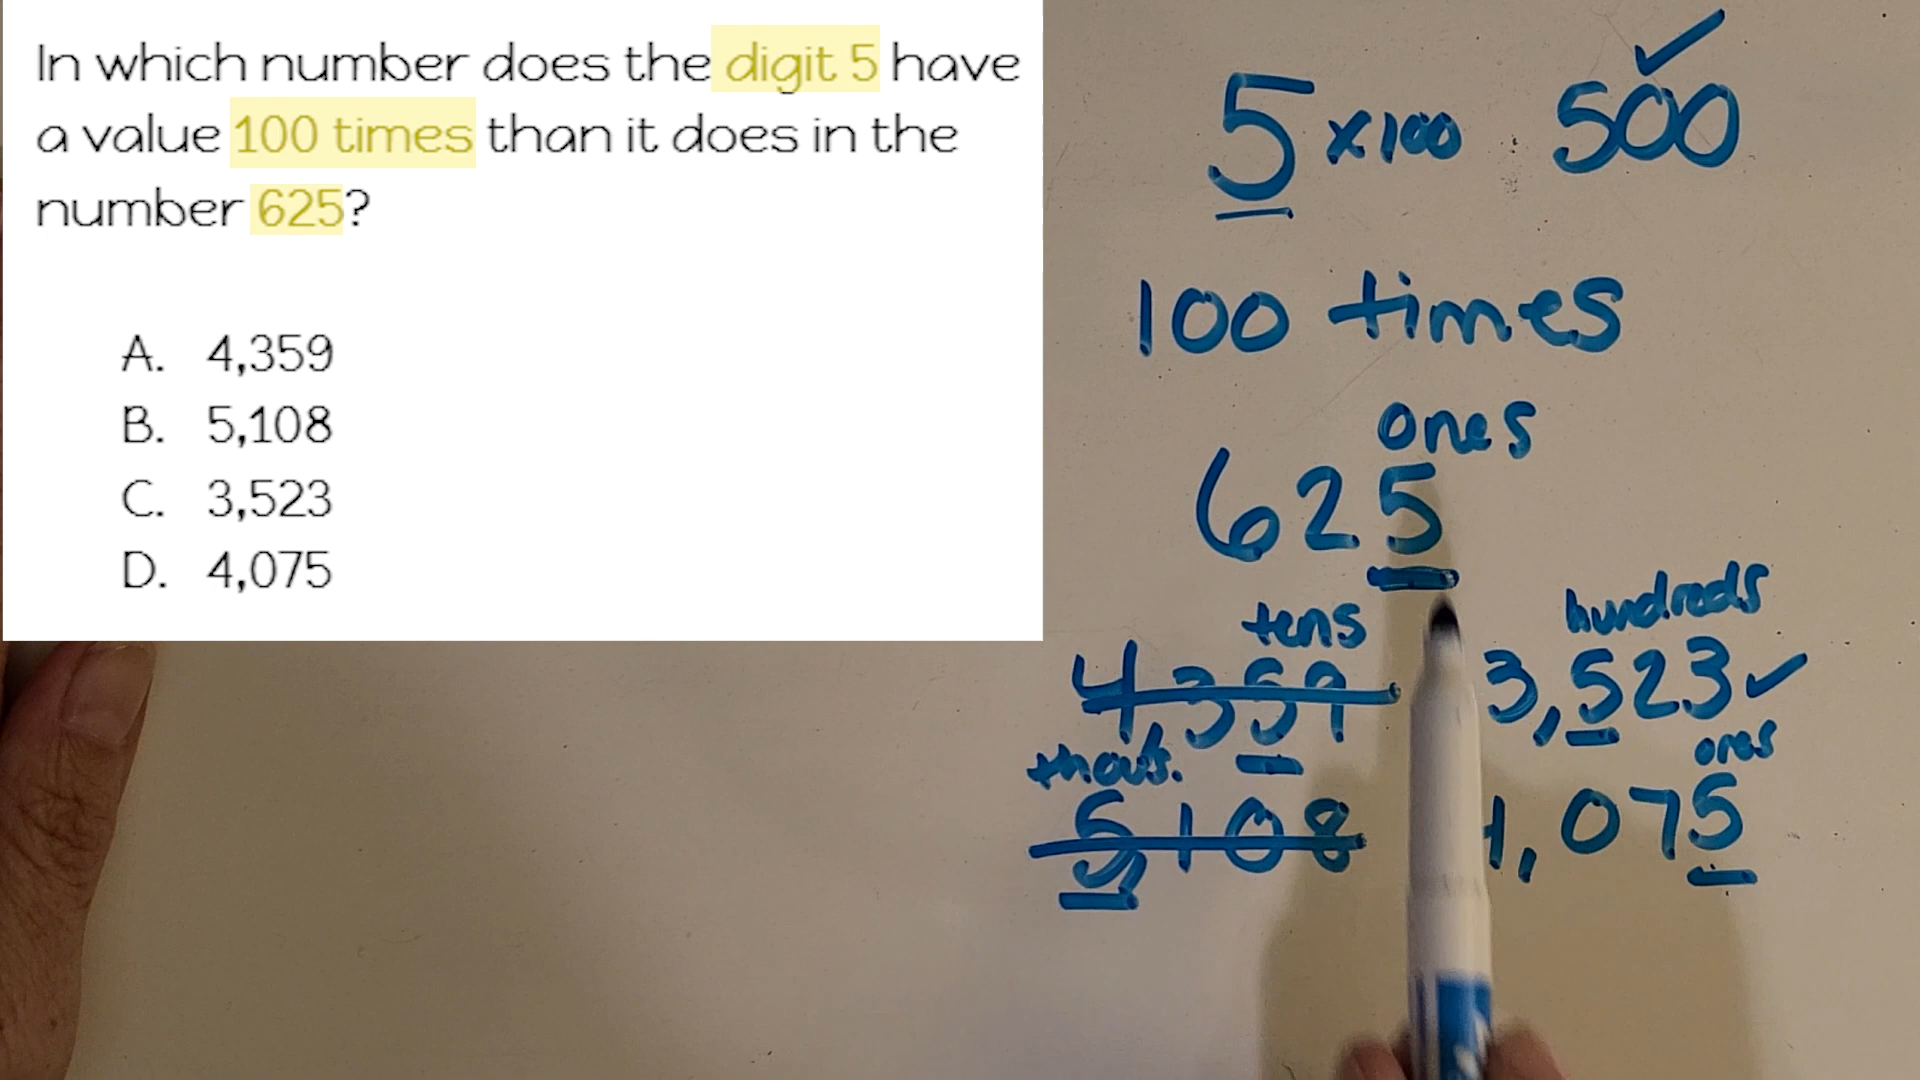 In which number does the digit 5 have
a value 100 times than it does in the
number 625?
A. 4,359
B. 5,108
C. 3,523
D. 4,075
5 x100 500
100 times
ones
625
tens
4,359
hundreds
3,523
thous.
5,108
ones
,075